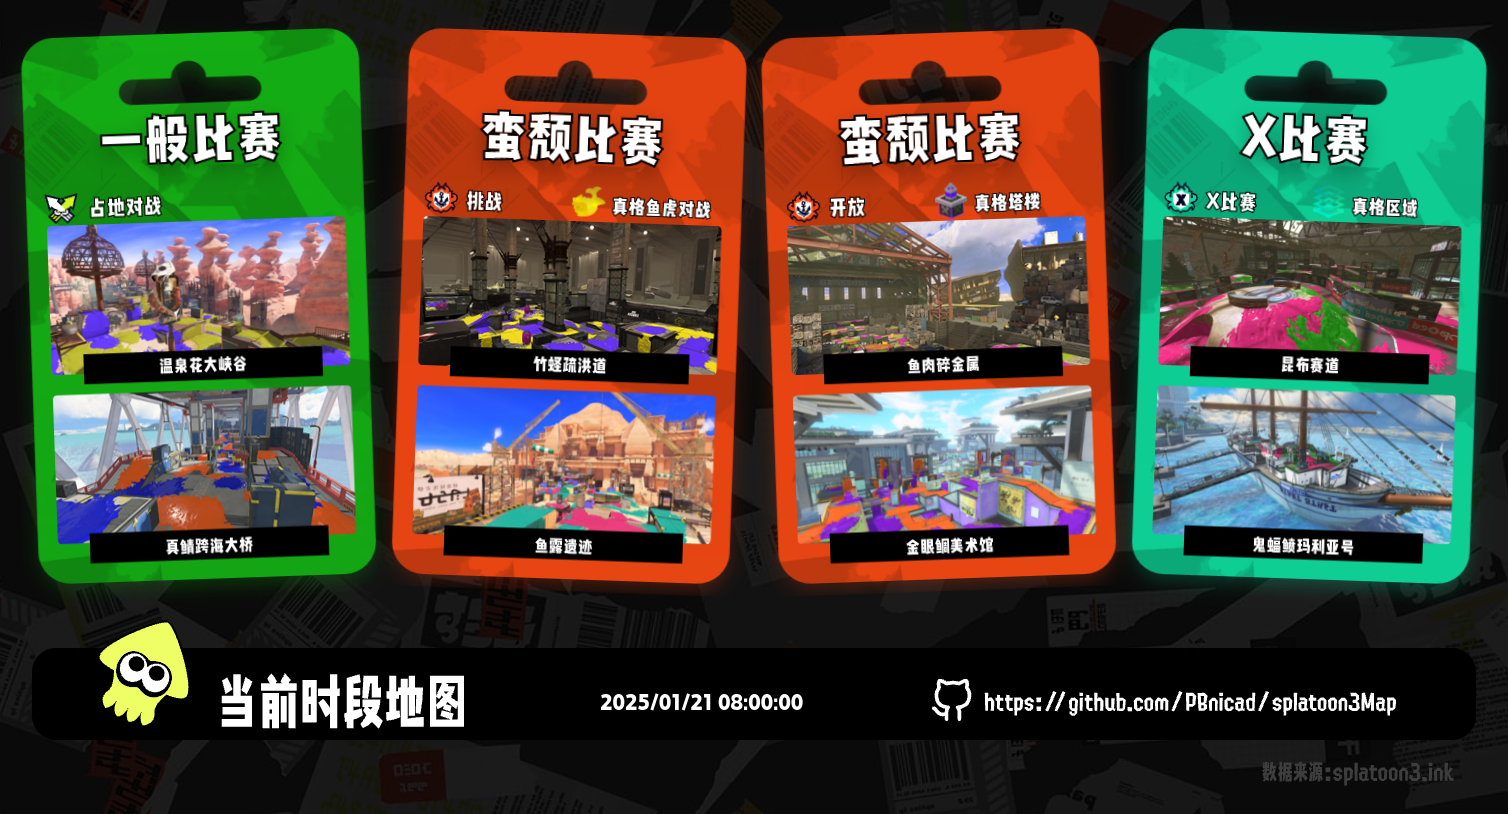 一般比赛
占地对战
温泉花大峡谷
真鲭跨海大桥
蛮颓比赛
挑战
真格鱼虎对战
竹蛏疏洪道
鱼露遗迹
蛮颓比赛
开放
真格塔楼
鱼肉碎金属
金眼鲷美术馆
X比赛
X比赛
真格区域
昆布赛道
鬼蝠鲼玛利亚号
当前时段地图
2025/01/21 08:00:00
https://github.com/PBnicad/splatoon3Map
数据来源:splatoon3.ink